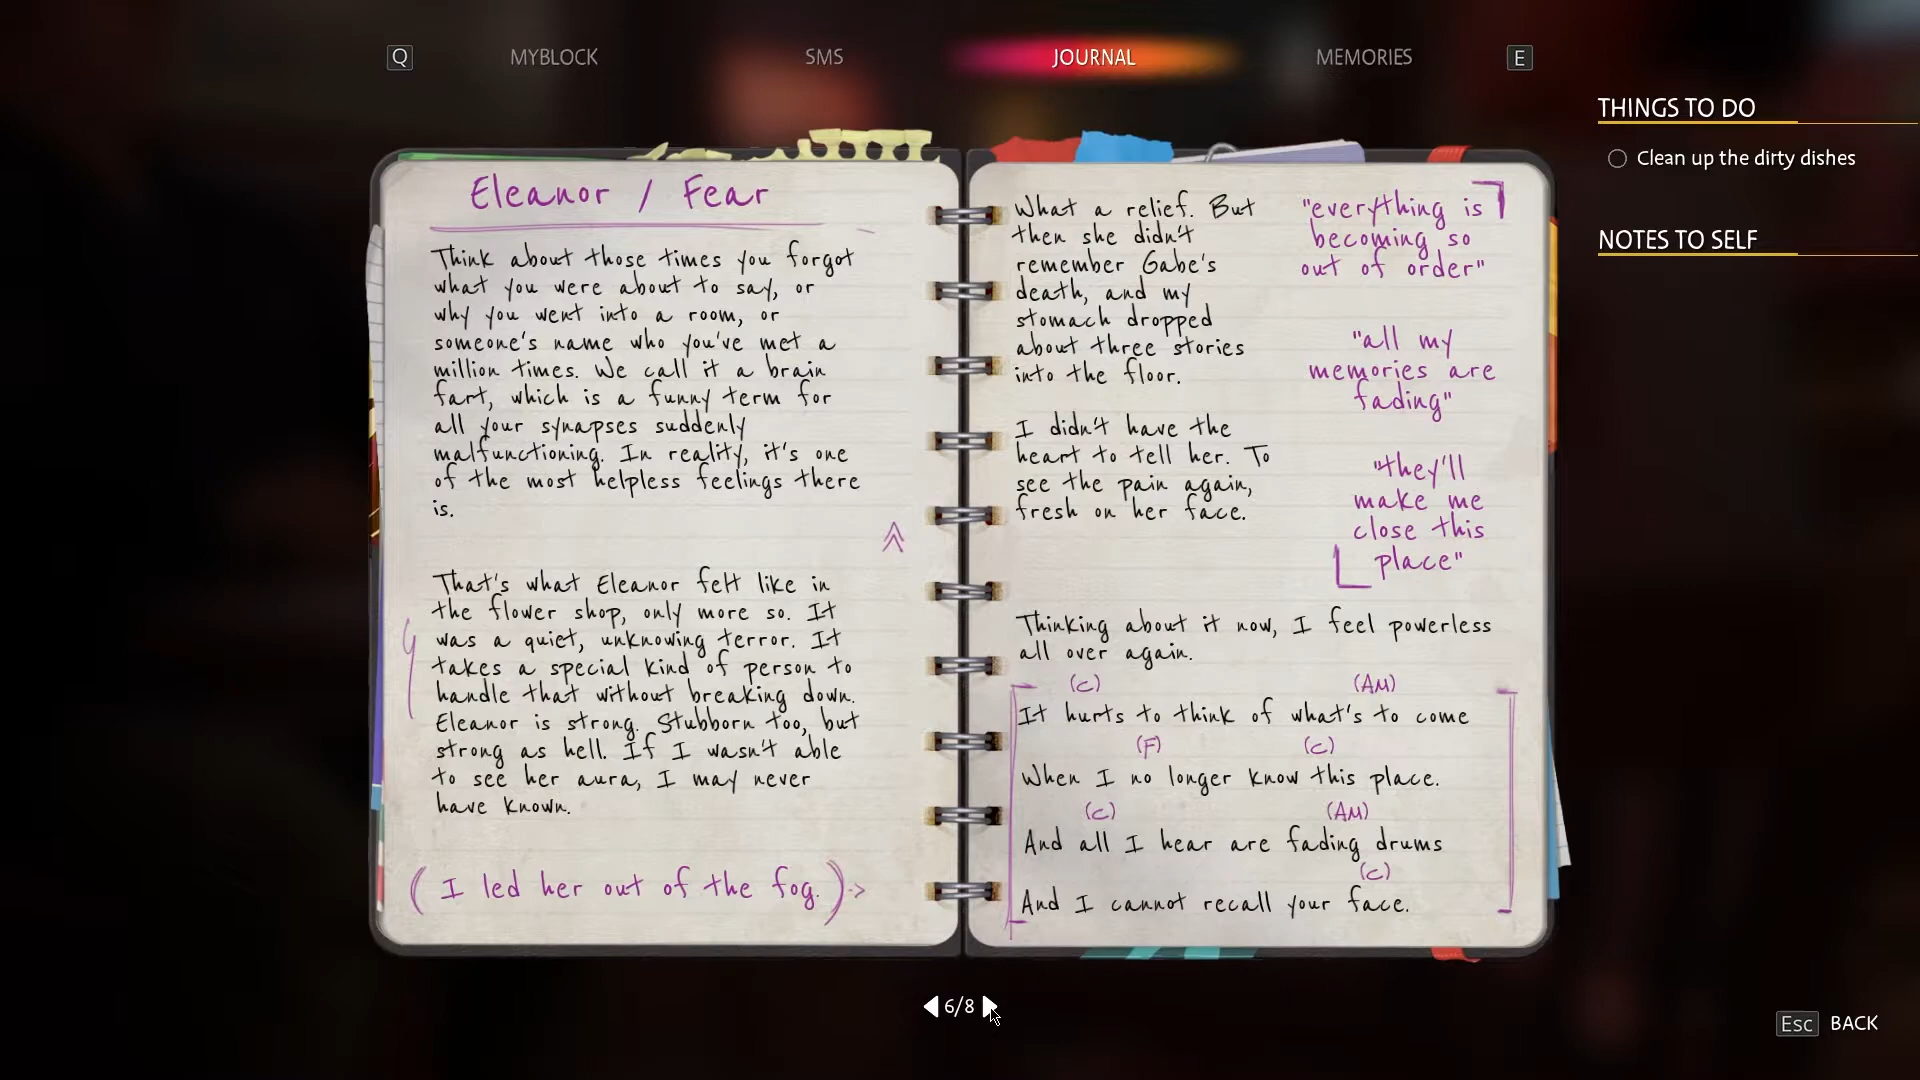 Q
MYBLOCK
SMS
JOURNAL
MEMORIES
E
THINGS TO DO
Clean up the dirty dishes
NOTES TO SELF
Eleanor / Fear
Think about those times you forgot
what you were about to say, or
why you went into a room, or
someone's name who you've met a
million times. We call it a brain
fart, which is a funny term for
all your synapses suddenly
malfunctioning. In reality, it's one
of the most helpless feelings there
is.
That's what Eleanor felt like in
the flower shop, only more so. It
was a quiet, unknowing terror. It
takes a special kind of person to
handle that without breaking down.
Eleanor is strong. Stubborn too, but
strong as hell. If I wasn't able
to see her aura, I may never
have known.
(I led her out of the fog.)->
What a relief. But
then she didn't
remember Gabe's
death, and my
stomach dropped
about three stories
into the floor.
I didn't have the
heart to tell her. To
see the pain again,
fresh on her face.
"everything is
becoming so
out of order"
"all my
memories are
fading"
"they'll
make me
close this
place"
Thinking about it now, I feel powerless
all over again.
(C) (AM)
It hurts to think of what's to come
(F) (C)
When I no longer know this place.
(C) (AM)
And all I hear are fading drums
(C)
And I cannot recall your face.
6/8
Esc BACK